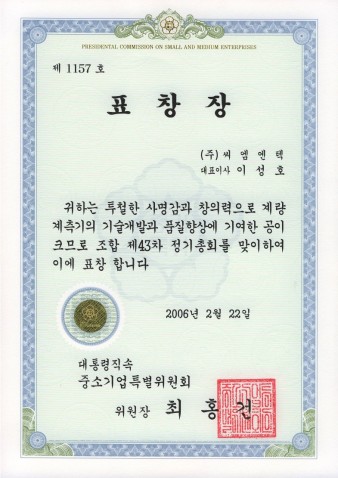 PRESIDENTIAL COMMISSION ON SMALL AND MEDIUM ENTERPRISES
제 1157 호
표 창 장
(주) 씨 엠 엔 텍
대표이사 이 성 호
귀하는 특철한 사명감과 창의력으로 계량
계측기의 기술개발과 품질향상에 기여한 공이
크므로 조합 제43차 정기총회를 맞이하여
이에 표창 합니다
2006년 2월 22일
대통령직속
중소기업특별위원회
위원장 최 홍 건